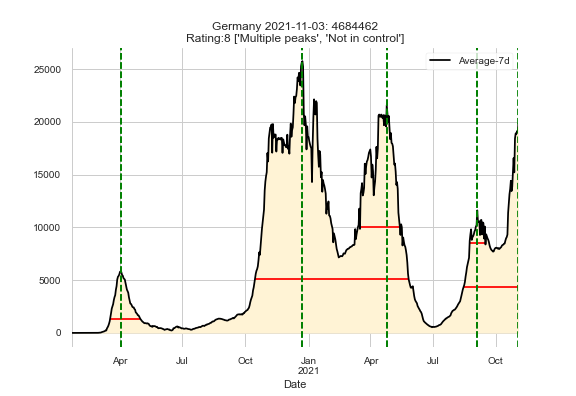 Germany 2021-11-03: 4684462
Rating:8 ['Multiple peaks', 'Not in control']
Average-7d
25000
20000
15000
10000
5000
0
Apr Jul Oct Jan Apr Jul Oct
2021
Date